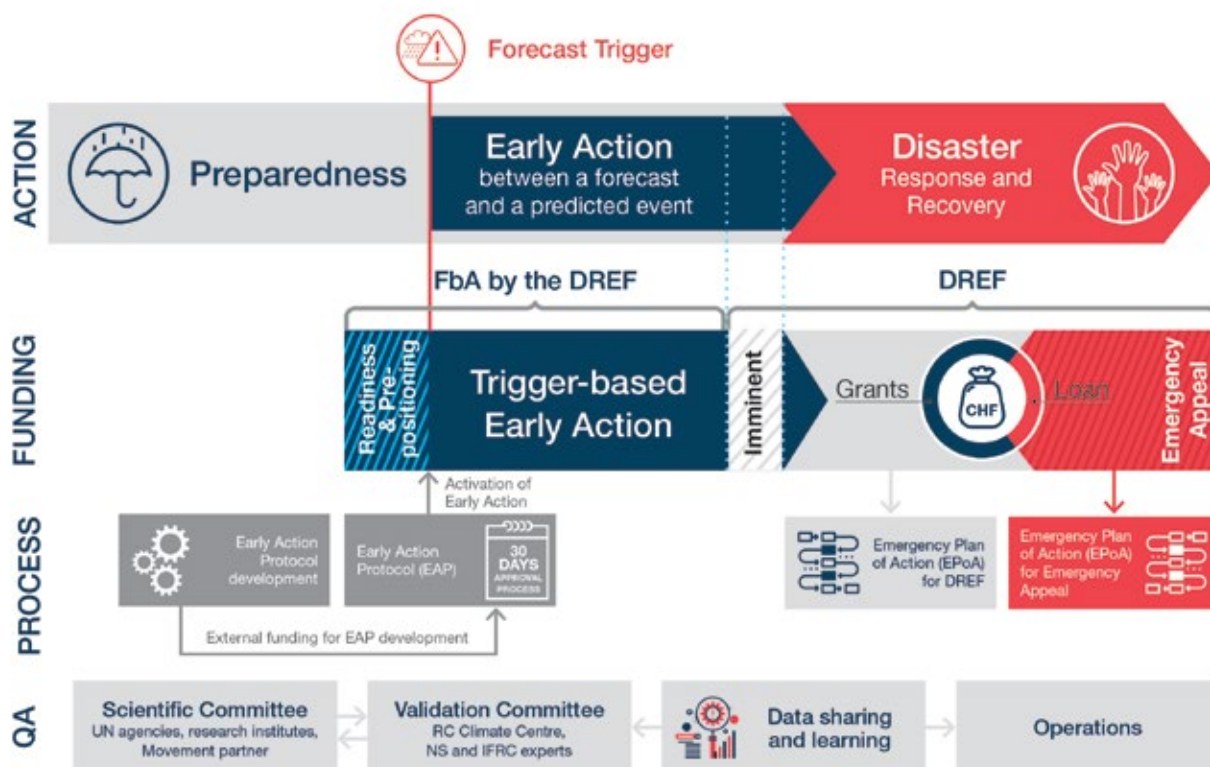 Forecast Trigger
ACTION
Preparedness
Early Action
between a forecast
and a predicted event
Disaster
Response and
Recovery
FbA by the DREF
DREF
FUNDING
Readiness
& Pre-
positioning
Trigger-based
Early Action
Imminent
Grants
CHF
Loan
Emergency
Appeal
Activation of
Early Action
PROCESS
Early Action
Protocol
development
Early Action
Protocol (EAP)
30
DAYS
APPROVAL
PROCESS
Emergency Plan
of Action (EPoA)
for DREF
Emergency Plan
of Action (EPoA)
for Emergency
Appeal
External funding for EAP development
QA
Scientific Committee
UN agencies, research institutes,
Movement partner
Validation Committee
RC Climate Centre,
NS and IFRC experts
Data sharing
and learning
Operations